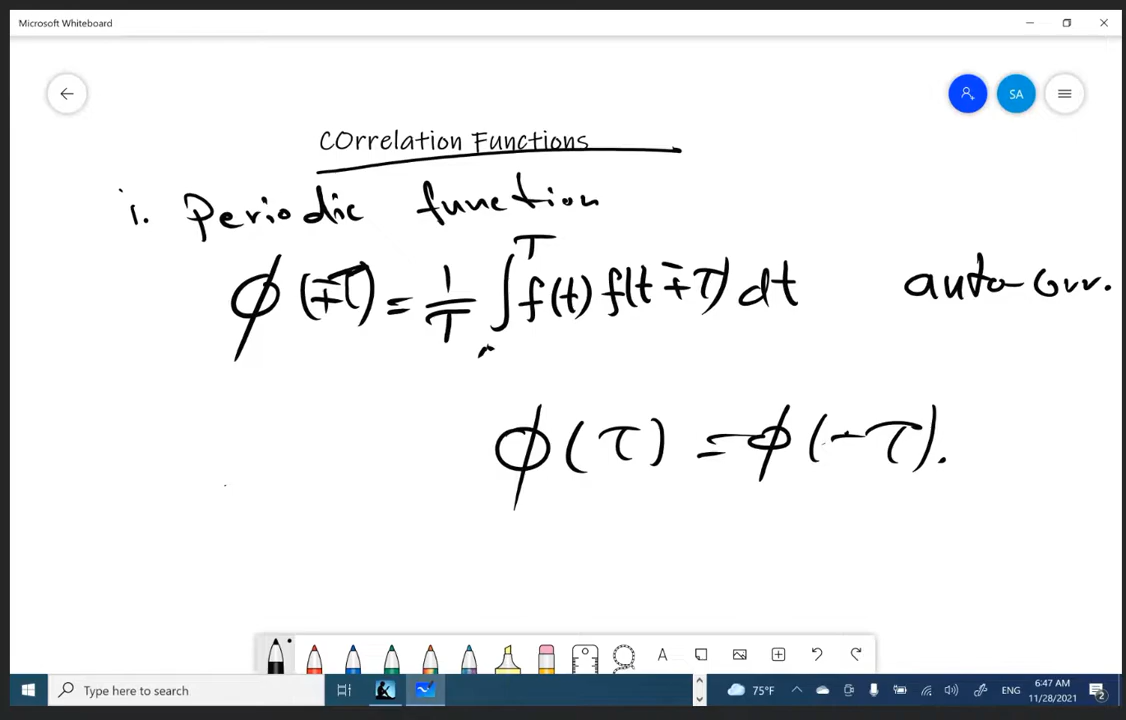 Microsoft Whiteboard
SA
COrrelation Functions
i. Periodic function
ϕ(∓τ) = 1/T ∫ T f(t) f(t ∓ τ) dt auto-corr.
ϕ(τ) = ϕ(-τ).
A
Type here to search
75°F
ENG
6:47 AM
11/28/2021
2